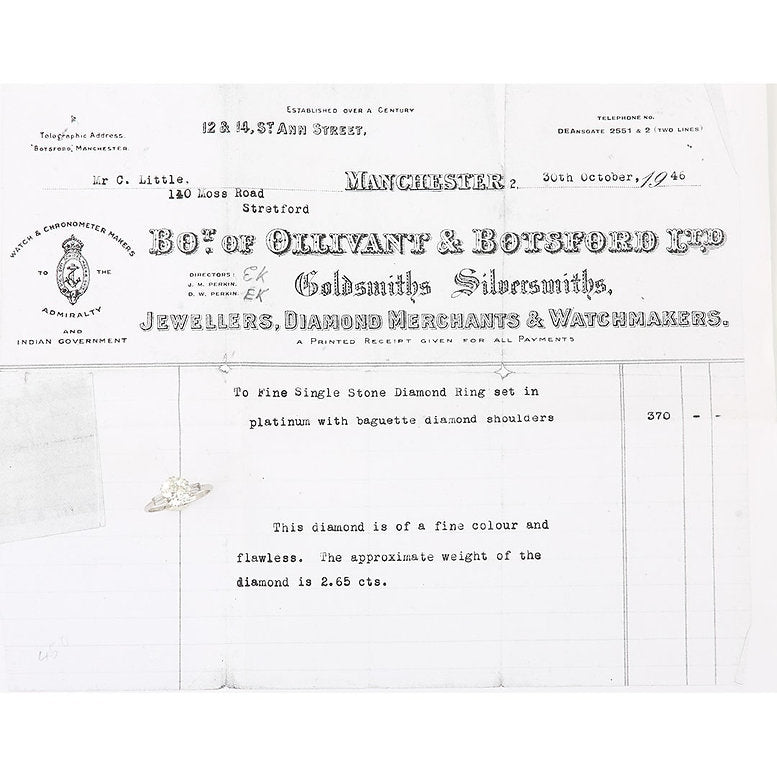 ESTABLISHED OVER A CENTURY
12 & 14, ST ANN STREET,
Telegraphic Address.
"BOTSFORD", MANCHESTER.
TELEPHONE NO.
DEANSGATE 2551 & 2 (TWO LINES)
Mr C. Little.
MANCHESTER 2. 30th October, 1946
140 Moss Road
Stretford
WATCH & CHRONOMETER MAKERS
TO THE
ADMIRALTY
AND
INDIAN GOVERNMENT
BOT. OF OLLIVANT & BOTSFORD LTD
DIRECTORS:
J. M. PERKIN. EK
D. W. PERKIN. EK
Goldsmiths Silversmiths,
JEWELLERS, DIAMOND MERCHANTS & WATCHMAKERS.
A PRINTED RECEIPT GIVEN FOR ALL PAYMENTS
To Fine Single Stone Diamond Ring set in
platinum with baguette diamond shoulders 370 - -
This diamond is of a fine colour and
flawless. The approximate weight of the
diamond is 2.65 cts.